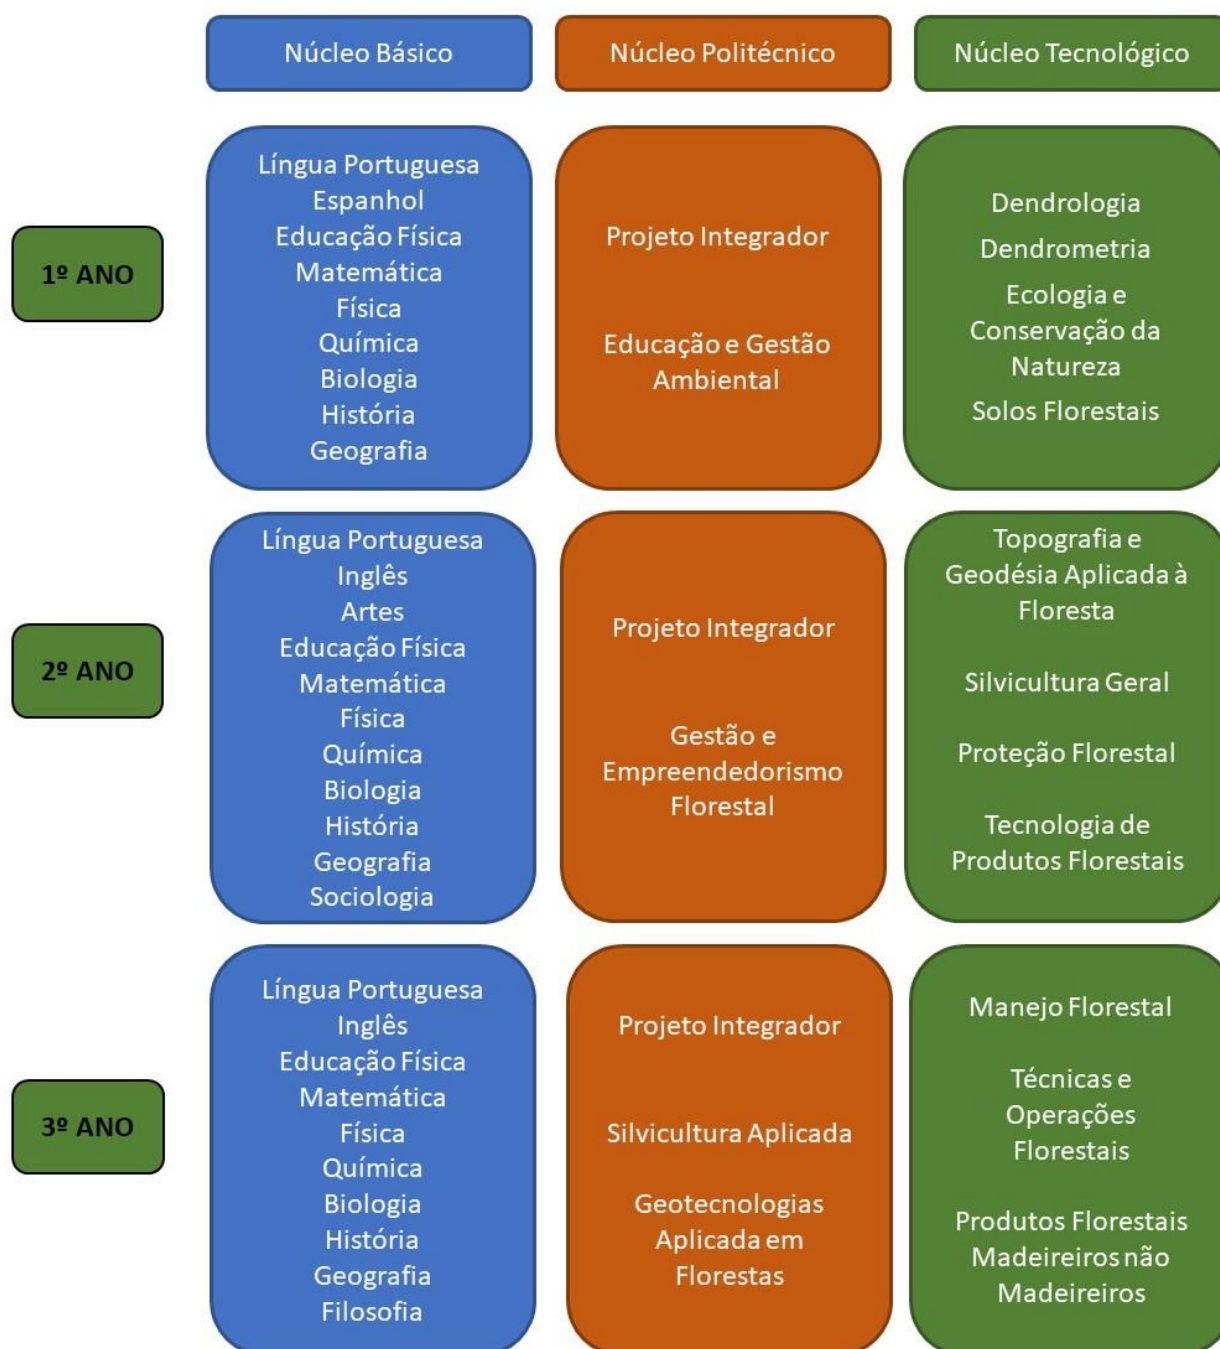 Núcleo Básico
Núcleo Politécnico
Núcleo Tecnológico
1º ANO
Língua Portuguesa
Espanhol
Educação Física
Matemática
Física
Química
Biologia
História
Geografia
Projeto Integrador
Educação e Gestão
Ambiental
Dendrologia
Dendrometria
Ecologia e
Conservação da
Natureza
Solos Florestais
2º ANO
Língua Portuguesa
Inglês
Artes
Educação Física
Matemática
Física
Química
Biologia
História
Geografia
Sociologia
Projeto Integrador
Gestão e
Empreendedorismo
Florestal
Topografia e
Geodésia Aplicada à
Floresta
Silvicultura Geral
Proteção Florestal
Tecnologia de
Produtos Florestais
3º ANO
Língua Portuguesa
Inglês
Educação Física
Matemática
Física
Química
Biologia
História
Geografia
Filosofia
Projeto Integrador
Silvicultura Aplicada
Geotecnologias
Aplicada em
Florestas
Manejo Florestal
Técnicas e
Operações
Florestais
Produtos Florestais
Madeireiros não
Madeireiros